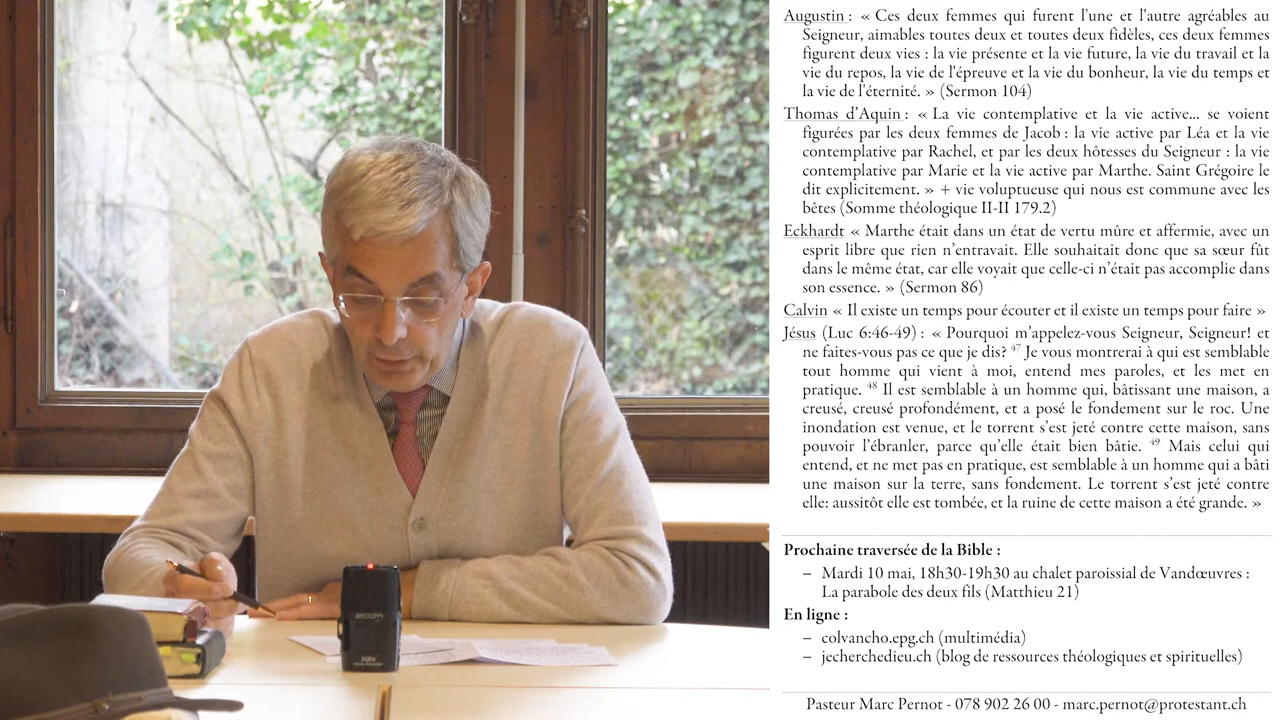 Augustin : « Ces deux femmes qui furent l'une et l'autre agréables au
Seigneur, aimables toutes deux et toutes deux fidèles, ces deux femmes
figurent deux vies : la vie présente et la vie future, la vie du travail et la
vie du repos, la vie de l'épreuve et la vie du bonheur, la vie du temps et
la vie de l'éternité. » (Sermon 104)
Thomas d’Aquin : « La vie contemplative et la vie active... se voient
figurées par les deux femmes de Jacob : la vie active par Léa et la vie
contemplative par Rachel, et par les deux hôtesses du Seigneur : la vie
contemplative par Marie et la vie active par Marthe. Saint Grégoire le
dit explicitement. » + vie voluptueuse qui nous est commune avec les
bêtes (Somme théologique II-II 179.2)
Eckhardt « Marthe était dans un état de vertu mûre et affermie, avec un
esprit libre que rien n’entravait. Elle souhaitait donc que sa sœur fût
dans le même état, car elle voyait que celle-ci n’était pas accomplie dans
son essence. » (Sermon 86)
Calvin « Il existe un temps pour écouter et il existe un temps pour faire »
Jésus (Luc 6:46-49) : « Pourquoi m’appelez-vous Seigneur, Seigneur! et
ne faites-vous pas ce que je dis? 47 Je vous montrerai à qui est semblable
tout homme qui vient à moi, entend mes paroles, et les met en
pratique. 48 Il est semblable à un homme qui, bâtissant une maison, a
creusé, creusé profondément, et a posé le fondement sur le roc. Une
inondation est venue, et le torrent s’est jeté contre cette maison, sans
pouvoir l’ébranler, parce qu’elle était bien bâtie. 49 Mais celui qui
entend, et ne met pas en pratique, est semblable à un homme qui a bâti
une maison sur la terre, sans fondement. Le torrent s’est jeté contre
elle: aussitôt elle est tombée, et la ruine de cette maison a été grande. »
Prochaine traversée de la Bible :
– Mardi 10 mai, 18h30-19h30 au chalet paroissial de Vandœuvres :
La parabole des deux fils (Matthieu 21)
En ligne :
– colvancho.epg.ch (multimédia)
– jecherchedieu.ch (blog de ressources théologiques et spirituelles)
Pasteur Marc Pernot - 078 902 26 00 - marc.pernot@protestant.ch
zoom